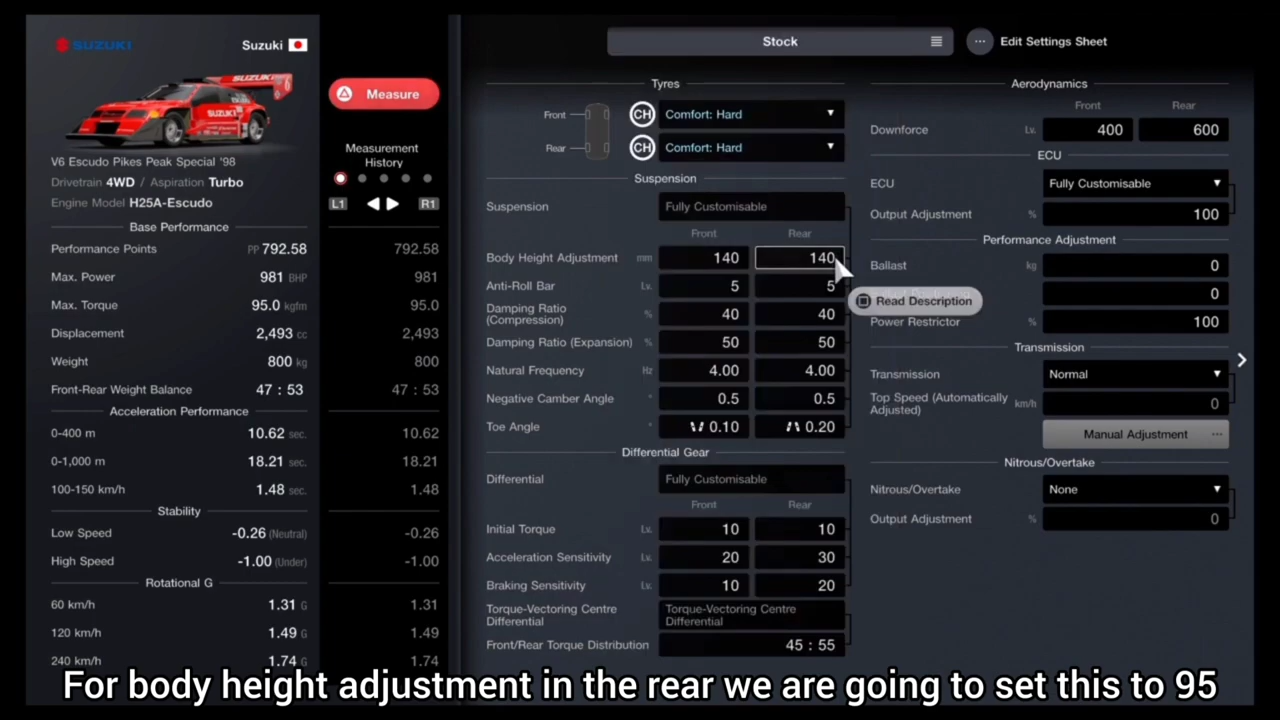 SUZUKI
Suzuki
V6 Escudo Pikes Peak Special '98
Drivetrain 4WD / Aspiration Turbo
Engine Model H25A-Escudo
Base Performance
Performance Points PP 792.58
Max. Power 981 BHP
Max. Torque 95.0 kgfm
Displacement 2,493 cc
Weight 800 kg
Front-Rear Weight Balance 47 : 53
Acceleration Performance
0-400 m 10.62 sec.
0-1,000 m 18.21 sec.
100-150 km/h 1.48 sec.
Stability
Low Speed -0.26 (Neutral)
High Speed -1.00 (Under)
Rotational G
60 km/h 1.31 G
120 km/h 1.49 G
240 km/h 1.74 G
Measure
Measurement
History
L1 R1
792.58
981
95.0
2,493
800
47 : 53
10.62
18.21
1.48
-0.26
-1.00
1.31
1.49
1.74
Stock
Edit Settings Sheet
Tyres
Front CH Comfort: Hard
Rear CH Comfort: Hard
Suspension
Suspension Fully Customisable
Front Rear
Body Height Adjustment mm 140 140
Anti-Roll Bar Lv. 5 5
Damping Ratio
(Compression) % 40 40
Damping Ratio (Expansion) % 50 50
Natural Frequency Hz 4.00 4.00
Negative Camber Angle ° 0.5 0.5
Toe Angle ° 0.10 0.20
Differential Gear
Differential Fully Customisable
Front Rear
Initial Torque Lv. 10 10
Acceleration Sensitivity Lv. 20 30
Braking Sensitivity Lv. 10 20
Torque-Vectoring Centre
Differential
Torque-Vectoring Centre
Differential
Front/Rear Torque Distribution 45 : 55
Aerodynamics
Front Rear
Downforce Lv. 400 600
ECU
ECU Fully Customisable
Output Adjustment % 100
Performance Adjustment
Ballast kg 0
0
Read Description
Power Restrictor % 100
Transmission
Transmission Normal
Top Speed (Automatically
Adjusted) km/h 0
Manual Adjustment
Nitrous/Overtake
Nitrous/Overtake None
Output Adjustment % 0
For body height adjustment in the rear we are going to set this to 95